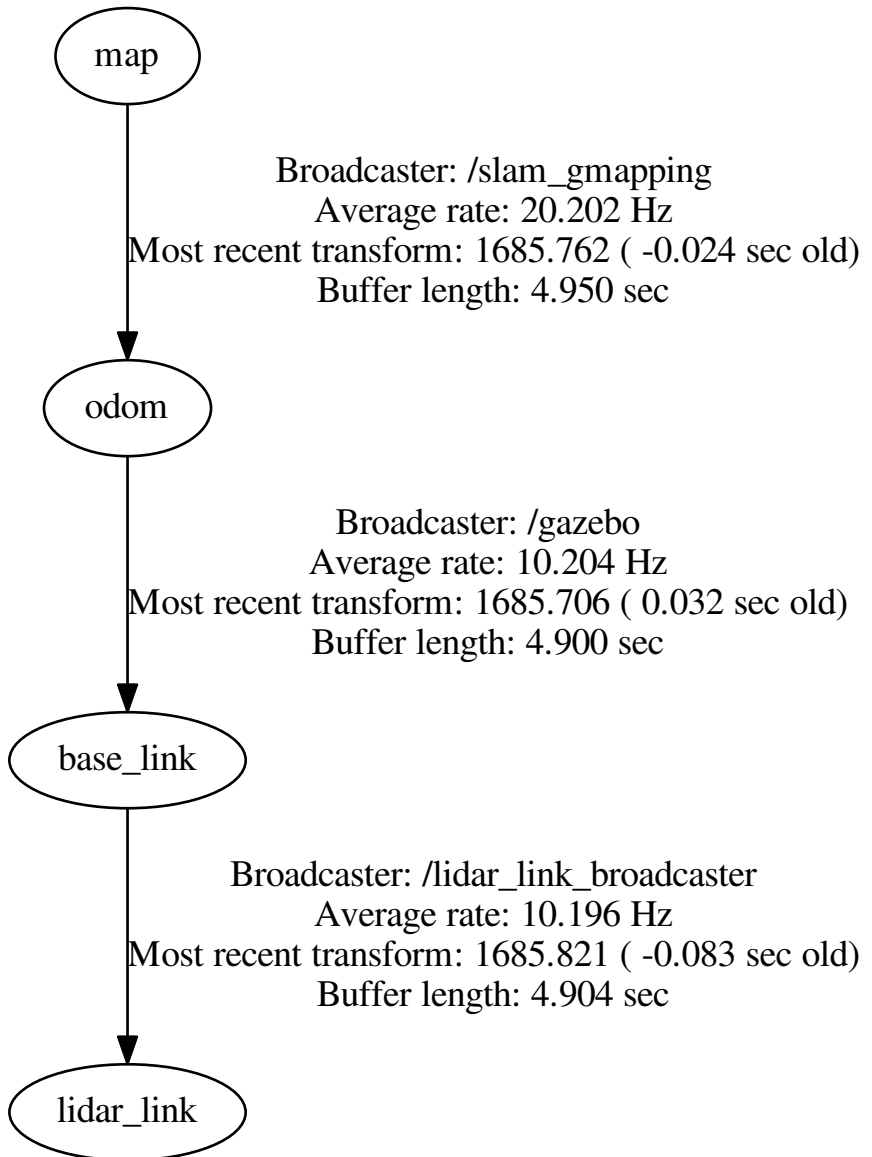 map
Broadcaster: /slam_gmapping
Average rate: 20.202 Hz
Most recent transform: 1685.762 ( -0.024 sec old)
Buffer length: 4.950 sec
odom
Broadcaster: /gazebo
Average rate: 10.204 Hz
Most recent transform: 1685.706 ( 0.032 sec old)
Buffer length: 4.900 sec
base_link
Broadcaster: /lidar_link_broadcaster
Average rate: 10.196 Hz
Most recent transform: 1685.821 ( -0.083 sec old)
Buffer length: 4.904 sec
lidar_link